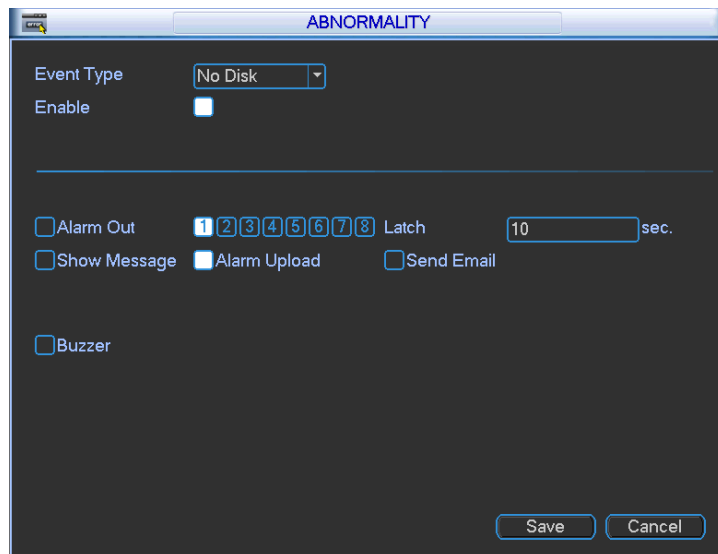 ABNORMALITY
Event Type No Disk
Enable
Alarm Out 1 2 3 4 5 6 7 8 Latch 10 sec.
Show Message Alarm Upload Send Email
Buzzer
Save Cancel